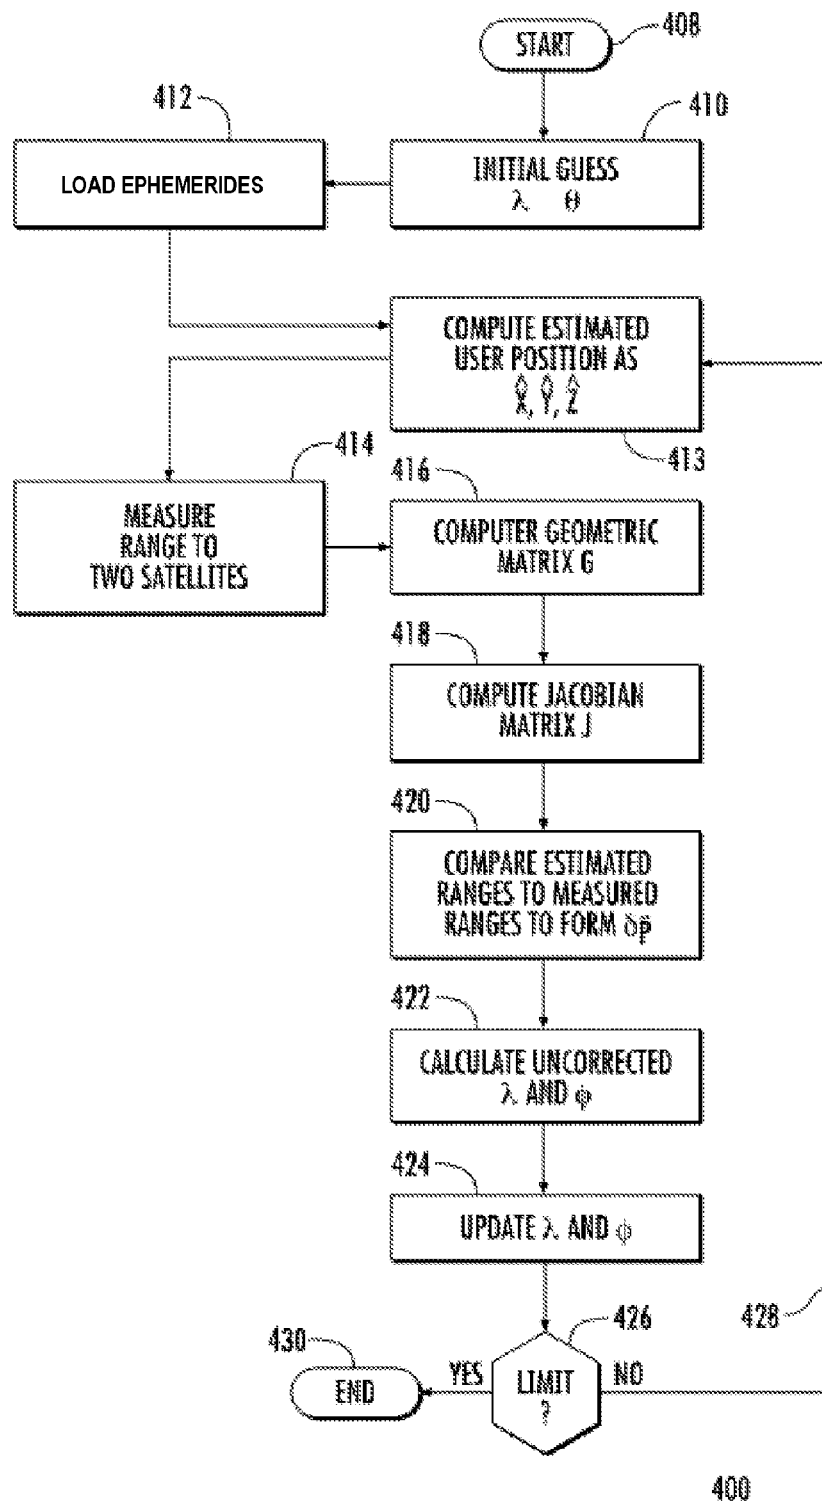 START
408
412
410
LOAD EPHEMERIDES
INITIAL GUESS
λ θ
COMPUTE ESTIMATED
USER POSITION AS
X̂, Ŷ, Ẑ
413
414
416
MEASURE
RANGE TO
TWO SATELLITES
COMPUTER GEOMETRIC
MATRIX G
418
COMPUTE JACOBIAN
MATRIX J
420
COMPARE ESTIMATED
RANGES TO MEASURED
RANGES TO FORM δp̄
422
CALCULATE UNCORRECTED
λ AND φ
424
UPDATE λ AND φ
428
426
430
YES
NO
END
LIMIT
?
400